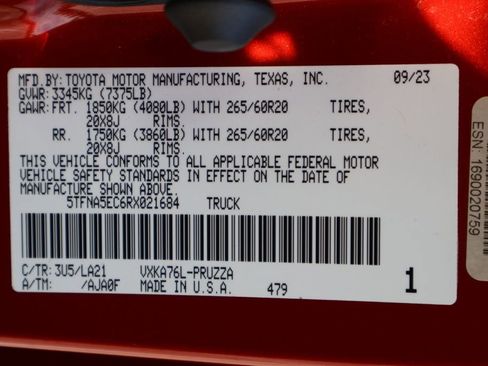 MFD.BY:TOYOTA MOTOR MANUFACTURING, TEXAS, INC. 09/23
GVWR:3345KG (7375LB)
GAWR:FRT. 1850KG (4080LB) WITH 265/60R20 TIRES,
20X8J RIMS.
RR. 1750KG (3860LB) WITH 265/60R20 TIRES,
20X8J RIMS.
THIS VEHICLE CONFORMS TO ALL APPLICABLE FEDERAL MOTOR
VEHICLE SAFETY STANDARDS IN EFFECT ON THE DATE OF
MANUFACTURE SHOWN ABOVE.
5TFNA5EC6RX021684 TRUCK
C/TR: 3U5/LA21 VXKA76L-PRUZZA
A/TM: /AJA0F MADE IN U.S.A. 479 1
ESN: 1690020759